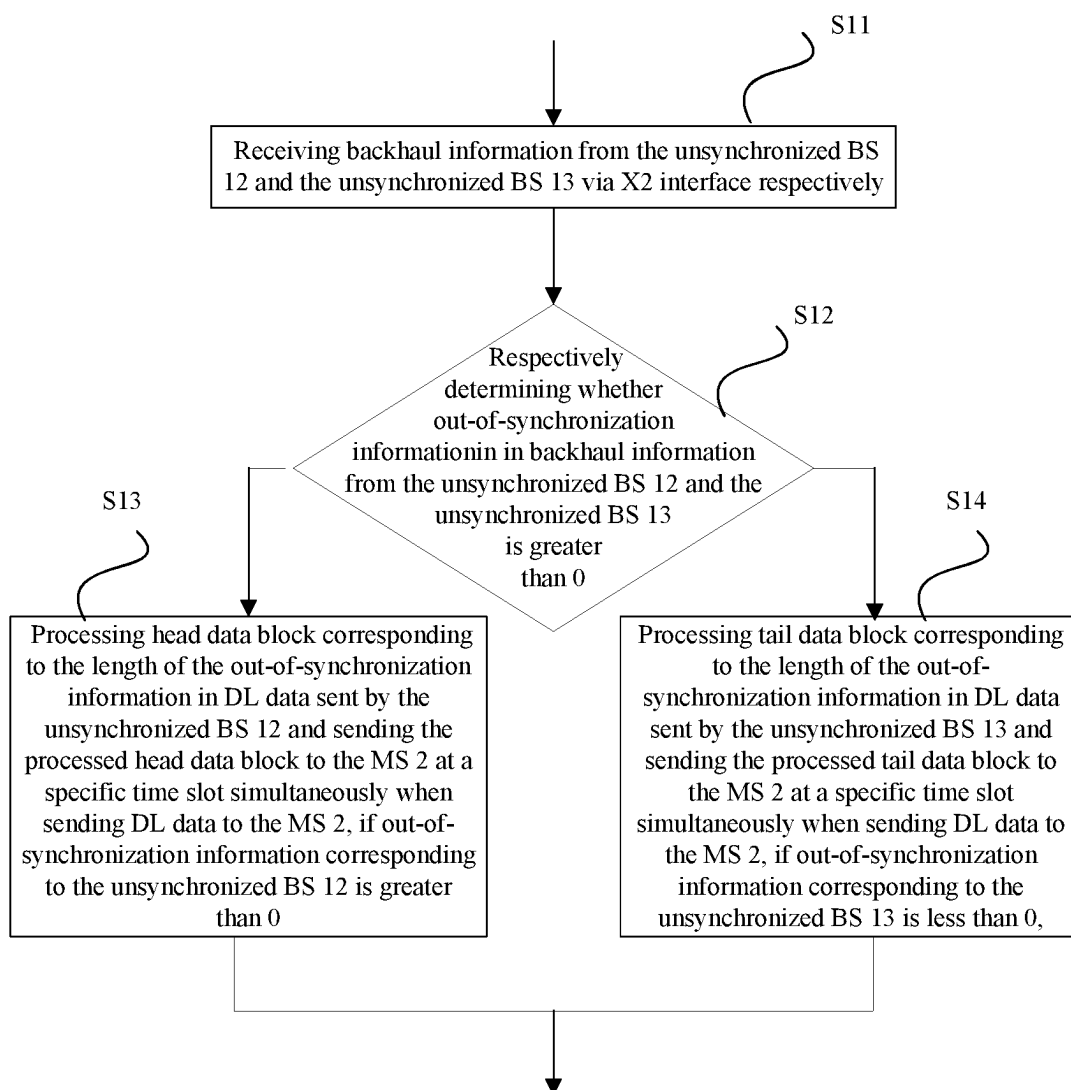 S11
Receiving backhaul information from the unsynchronized BS
12 and the unsynchronized BS 13 via X2 interface respectively
S12
Respectively
determining whether
out-of-synchronization
informationin in backhaul information
from the unsynchronized BS 12 and the
unsynchronized BS 13
is greater
than 0
S13
Processing head data block corresponding
to the length of the out-of-synchronization
information in DL data sent by the
unsynchronized BS 12 and sending the
processed head data block to the MS 2 at a
specific time slot simultaneously when
sending DL data to the MS 2, if out-of-
synchronization information corresponding
to the unsynchronized BS 12 is greater
than 0
S14
Processing tail data block corresponding
to the length of the out-of-
synchronization information in DL data
sent by the unsynchronized BS 13 and
sending the processed tail data block to
the MS 2 at a specific time slot
simultaneously when sending DL data to
the MS 2, if out-of-synchronization
information corresponding to the
unsynchronized BS 13 is less than 0,